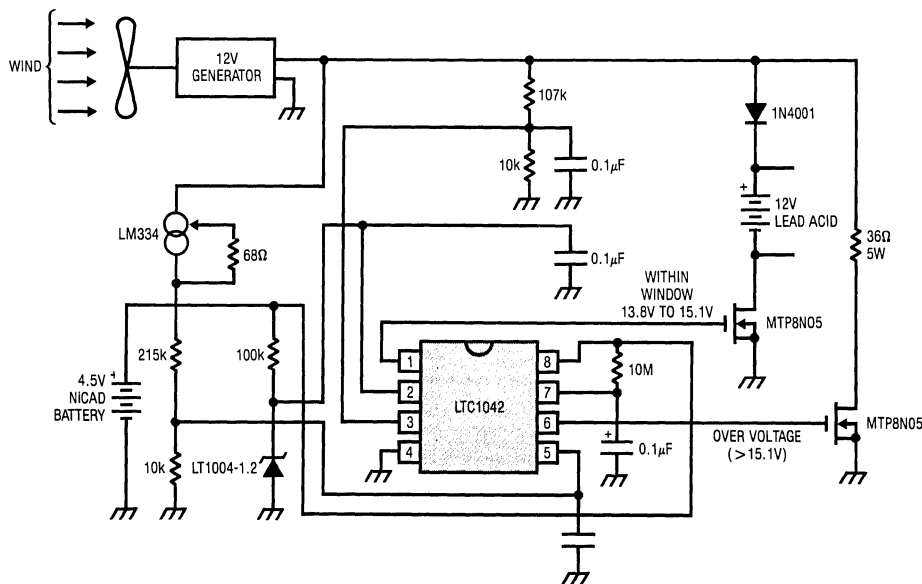 WIND
12V
GENERATOR
107k
1N4001
10k
0.1µF
+
12V
LEAD ACID
LM334
68Ω
36Ω
5W
0.1µF
WITHIN
WINDOW
13.8V TO 15.1V
MTP8N05
215k
100k
1
8
10M
4.5V
NICAD
BATTERY
+
2
LTC1042
7
3
6
MTP8N05
+
0.1µF
OVER VOLTAGE
(>15.1V)
10k
LT1004-1.2
4
5